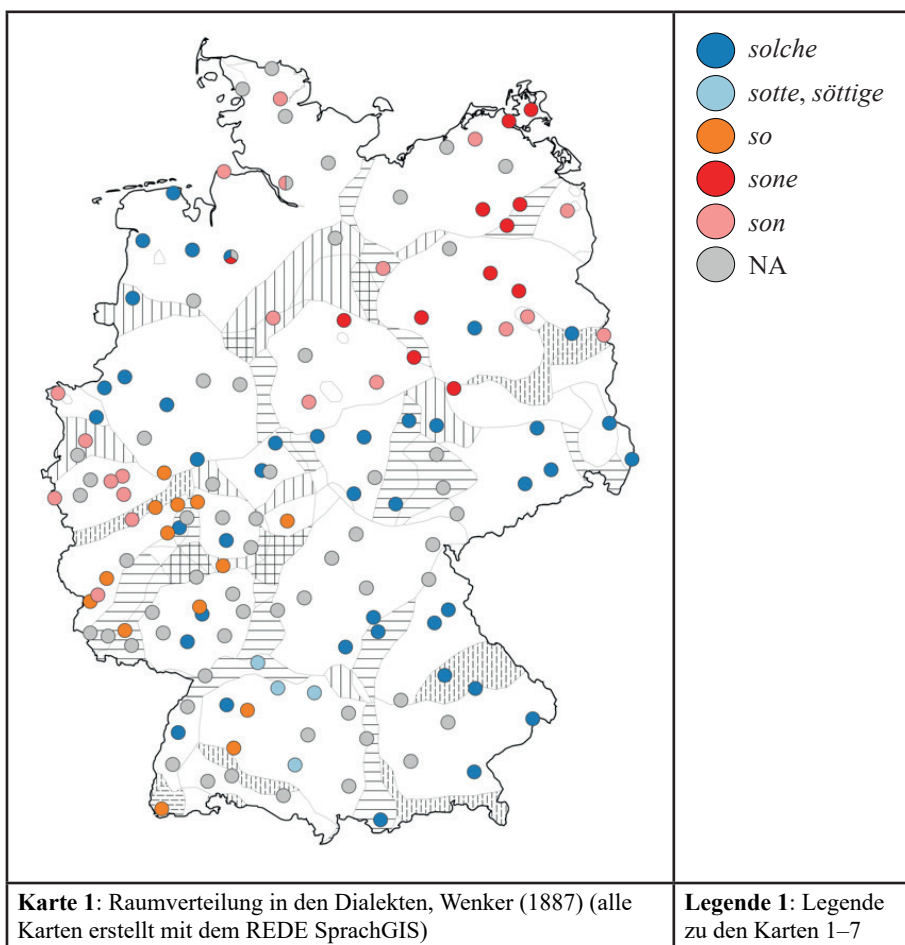 solche
sotte, söttige
so
sone
son
NA
Karte 1: Raumverteilung in den Dialekten, Wenker (1887) (alle
Karten erstellt mit dem REDE SprachGIS)
Legende 1: Legende
zu den Karten 1–7